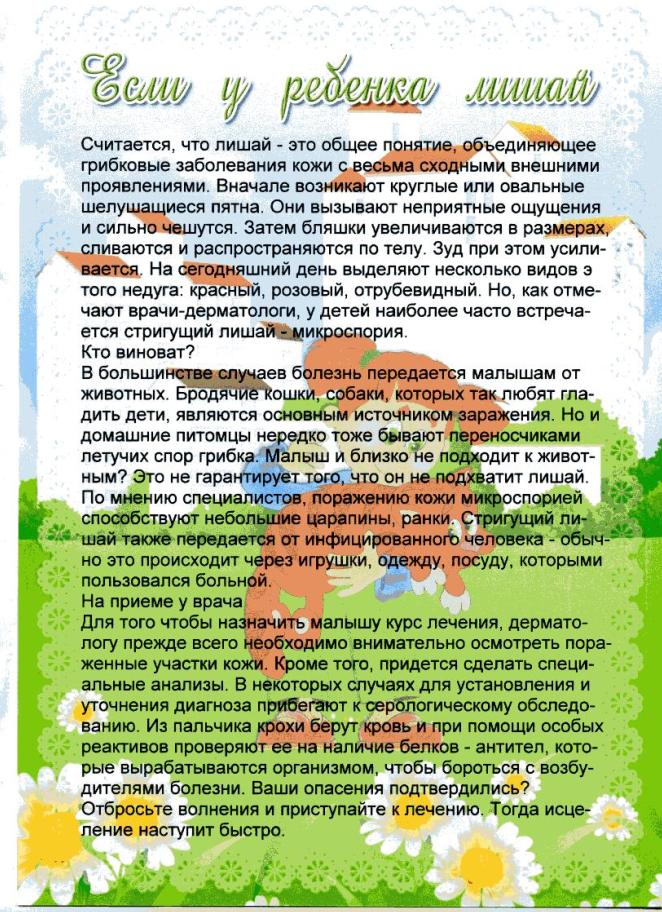 Если у ребенка лишай
Считается, что лишай - это общее понятие, объединяющее
грибковые заболевания кожи с весьма сходными внешними
проявлениями. Вначале возникают круглые или овальные
шелушащиеся пятна. Они вызывают неприятные ощущения
и сильно чешутся. Затем бляшки увеличиваются в размерах,
сливаются и распространяются по телу. Зуд при этом усили-
вается. На сегодняшний день выделяют несколько видов э
того недуга: красный, розовый, отрубевидный. Но, как отме-
чают врачи-дерматологи, у детей наиболее часто встреча-
ется стригущий лишай - микроспория.
Кто виноват?
В большинстве случаев болезнь передается малышам от
животных. Бродячие кошки, собаки, которых так любят гла-
дить дети, являются основным источником заражения. Но и
домашние питомцы нередко тоже бывают переносчиками
летучих спор грибка. Малыш и близко не подходит к живот-
ным? Это не гарантирует того, что он не подхватит лишай.
По мнению специалистов, поражению кожи микроспорией
способствуют небольшие царапины, ранки. Стригущий ли-
шай также передается от инфицированного человека - обыч-
но это происходит через игрушки, одежду, посуду, которыми
пользовался больной.
На приеме у врача
Для того чтобы назначить малышу курс лечения, дермато-
логу прежде всего необходимо внимательно осмотреть пора-
женные участки кожи. Кроме того, придется сделать специ-
альные анализы. В некоторых случаях для установления и
уточнения диагноза прибегают к серологическому обследо-
ванию. Из пальчика крохи берут кровь и при помощи особых
реактивов проверяют ее на наличие белков - антител, кото-
рые вырабатываются организмом, чтобы бороться с возбу-
дителями болезни. Ваши опасения подтвердились?
Отбросьте волнения и приступайте к лечению. Тогда исце-
ление наступит быстро.